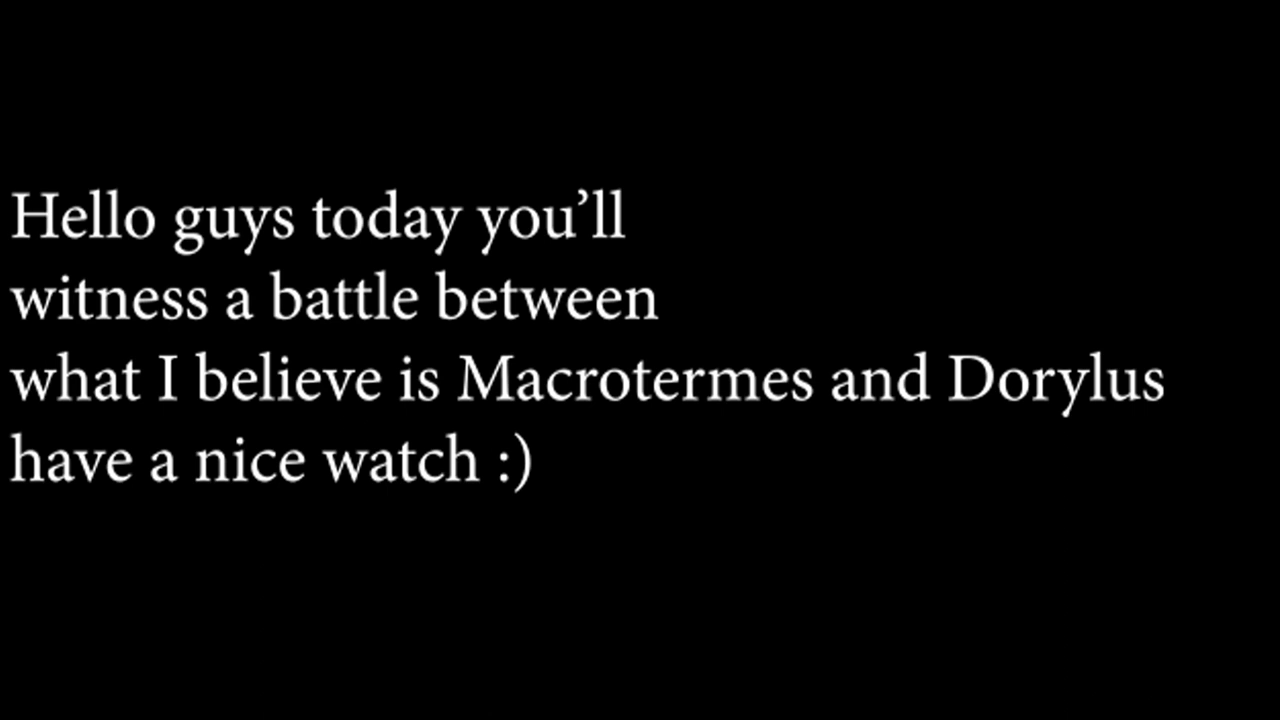 Hello guys today you’ll
witness a battle between
what I believe is Macrotermes and Dorylus
have a nice watch :)